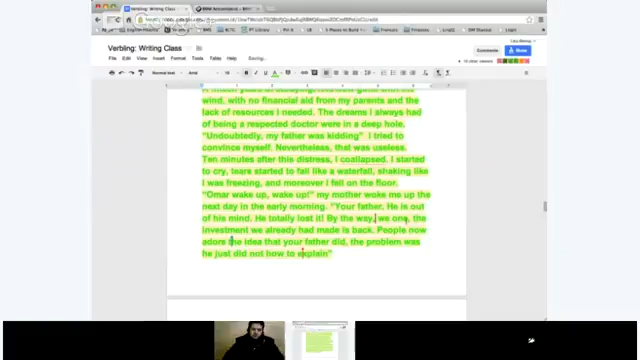 Verbling: Writing Class
Verbling: Writing Class
File Edit View Insert Format Tools Table Help
Comments
Share
Normal text
Arial
wind, with no financial aid from my parents and the
lack of resources I needed. The dreams I always had
of being a respected doctor were in a deep hole.
"Undoubtedly, my father was kidding" I tried to
convince myself. Nevertheless, that was useless.
Ten minutes after this distress, I coallapsed. I started
to cry, tears started to fall like a waterfall, shaking like
I was freezing, and moreover I fell on the floor.
"Omar wake up, wake up!" my mother woke me up the
next day in the early morning. "Your father, He is out
of his mind. He totally lost it! By the way, we one, the
investment we already had made is back. People now
adore the idea that your father did, the problem was
he just did not how to explain"